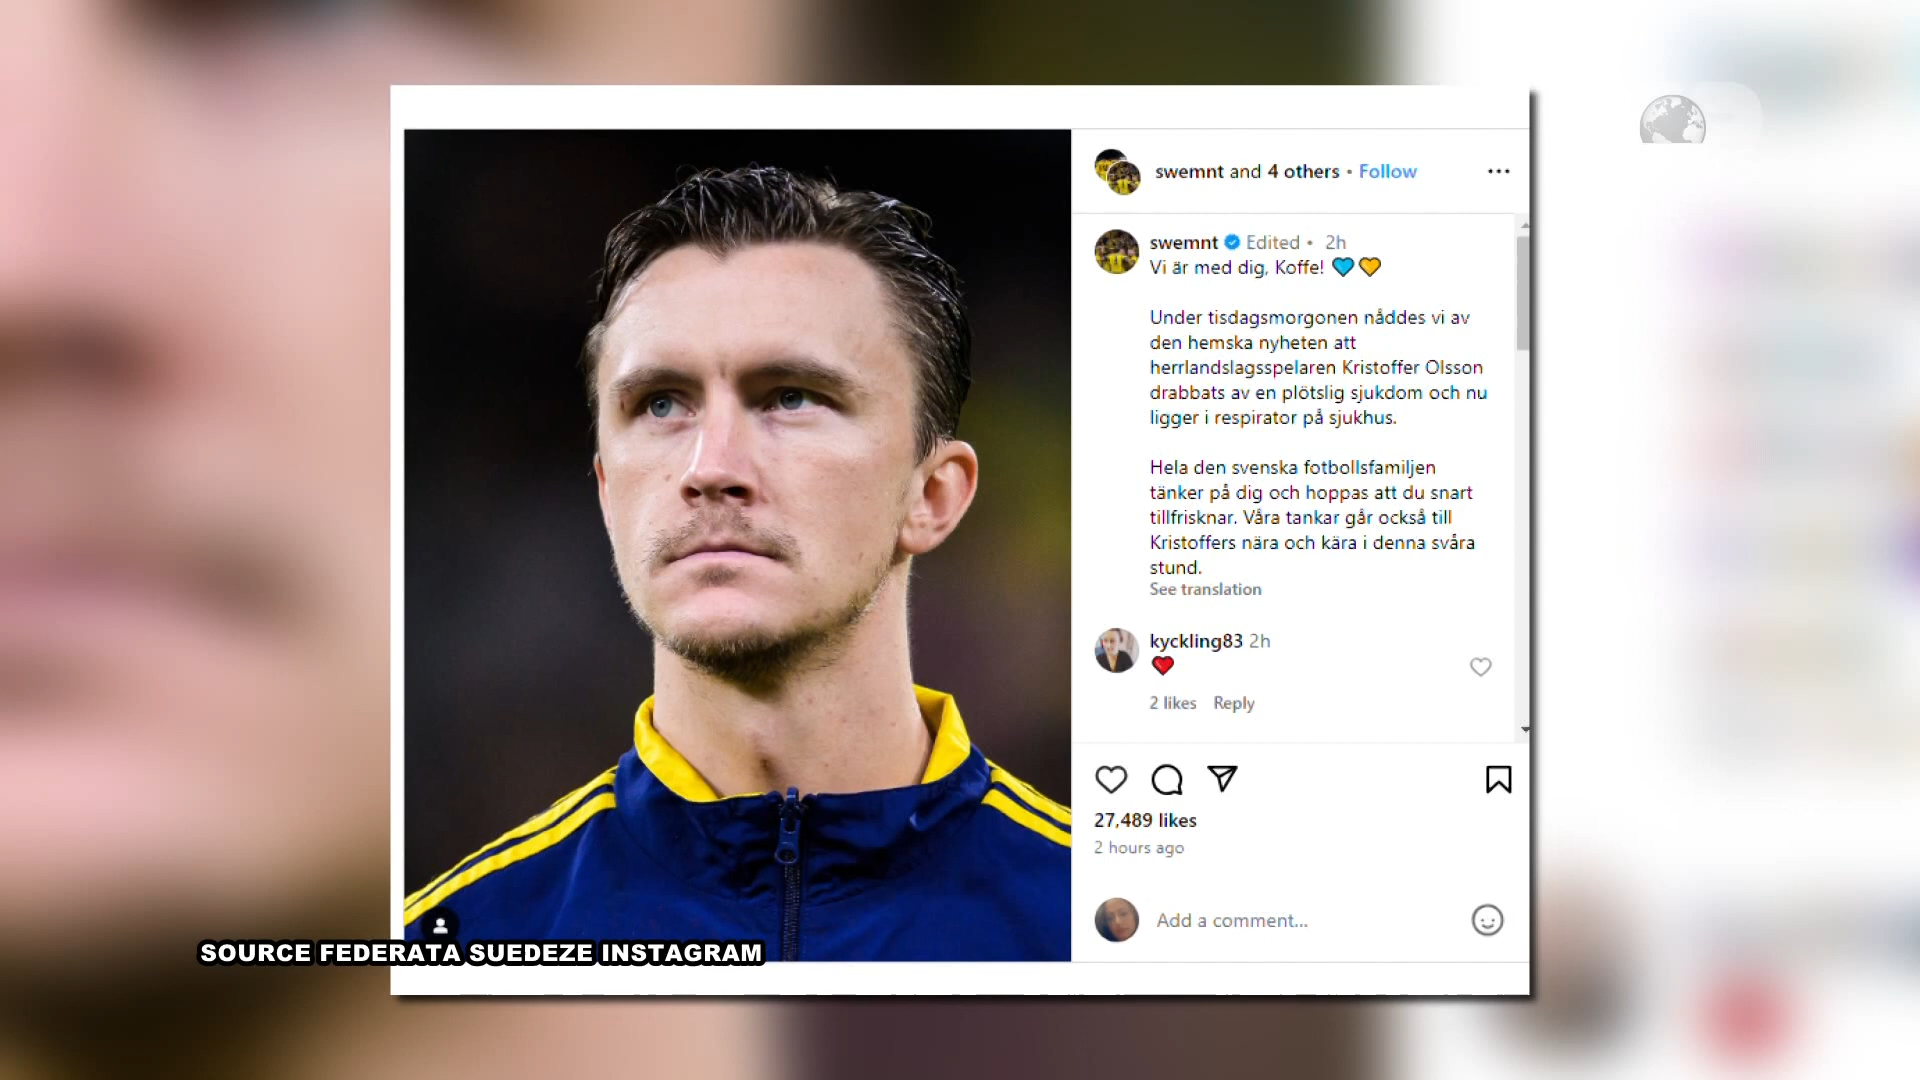 swemnt and 4 others • Follow
swemnt Edited • 2h
Vi är med dig, Koffe! 💙🧡
Under tisdagsmorgonen nåddes vi av
den hemska nyheten att
herrlandslagsspelaren Kristoffer Olsson
drabbats av en plötslig sjukdom och nu
ligger i respirator på sjukhus.
Hela den svenska fotbollsfamiljen
tänker på dig och hoppas att du snart
tillfrisknar. Våra tankar går också till
Kristoffers nära och kära i denna svåra
stund.
See translation
kyckling83 2h
❤️
2 likes Reply
27,489 likes
2 hours ago
Add a comment...
SOURCE FEDERATA SUEDEZE INSTAGRAM